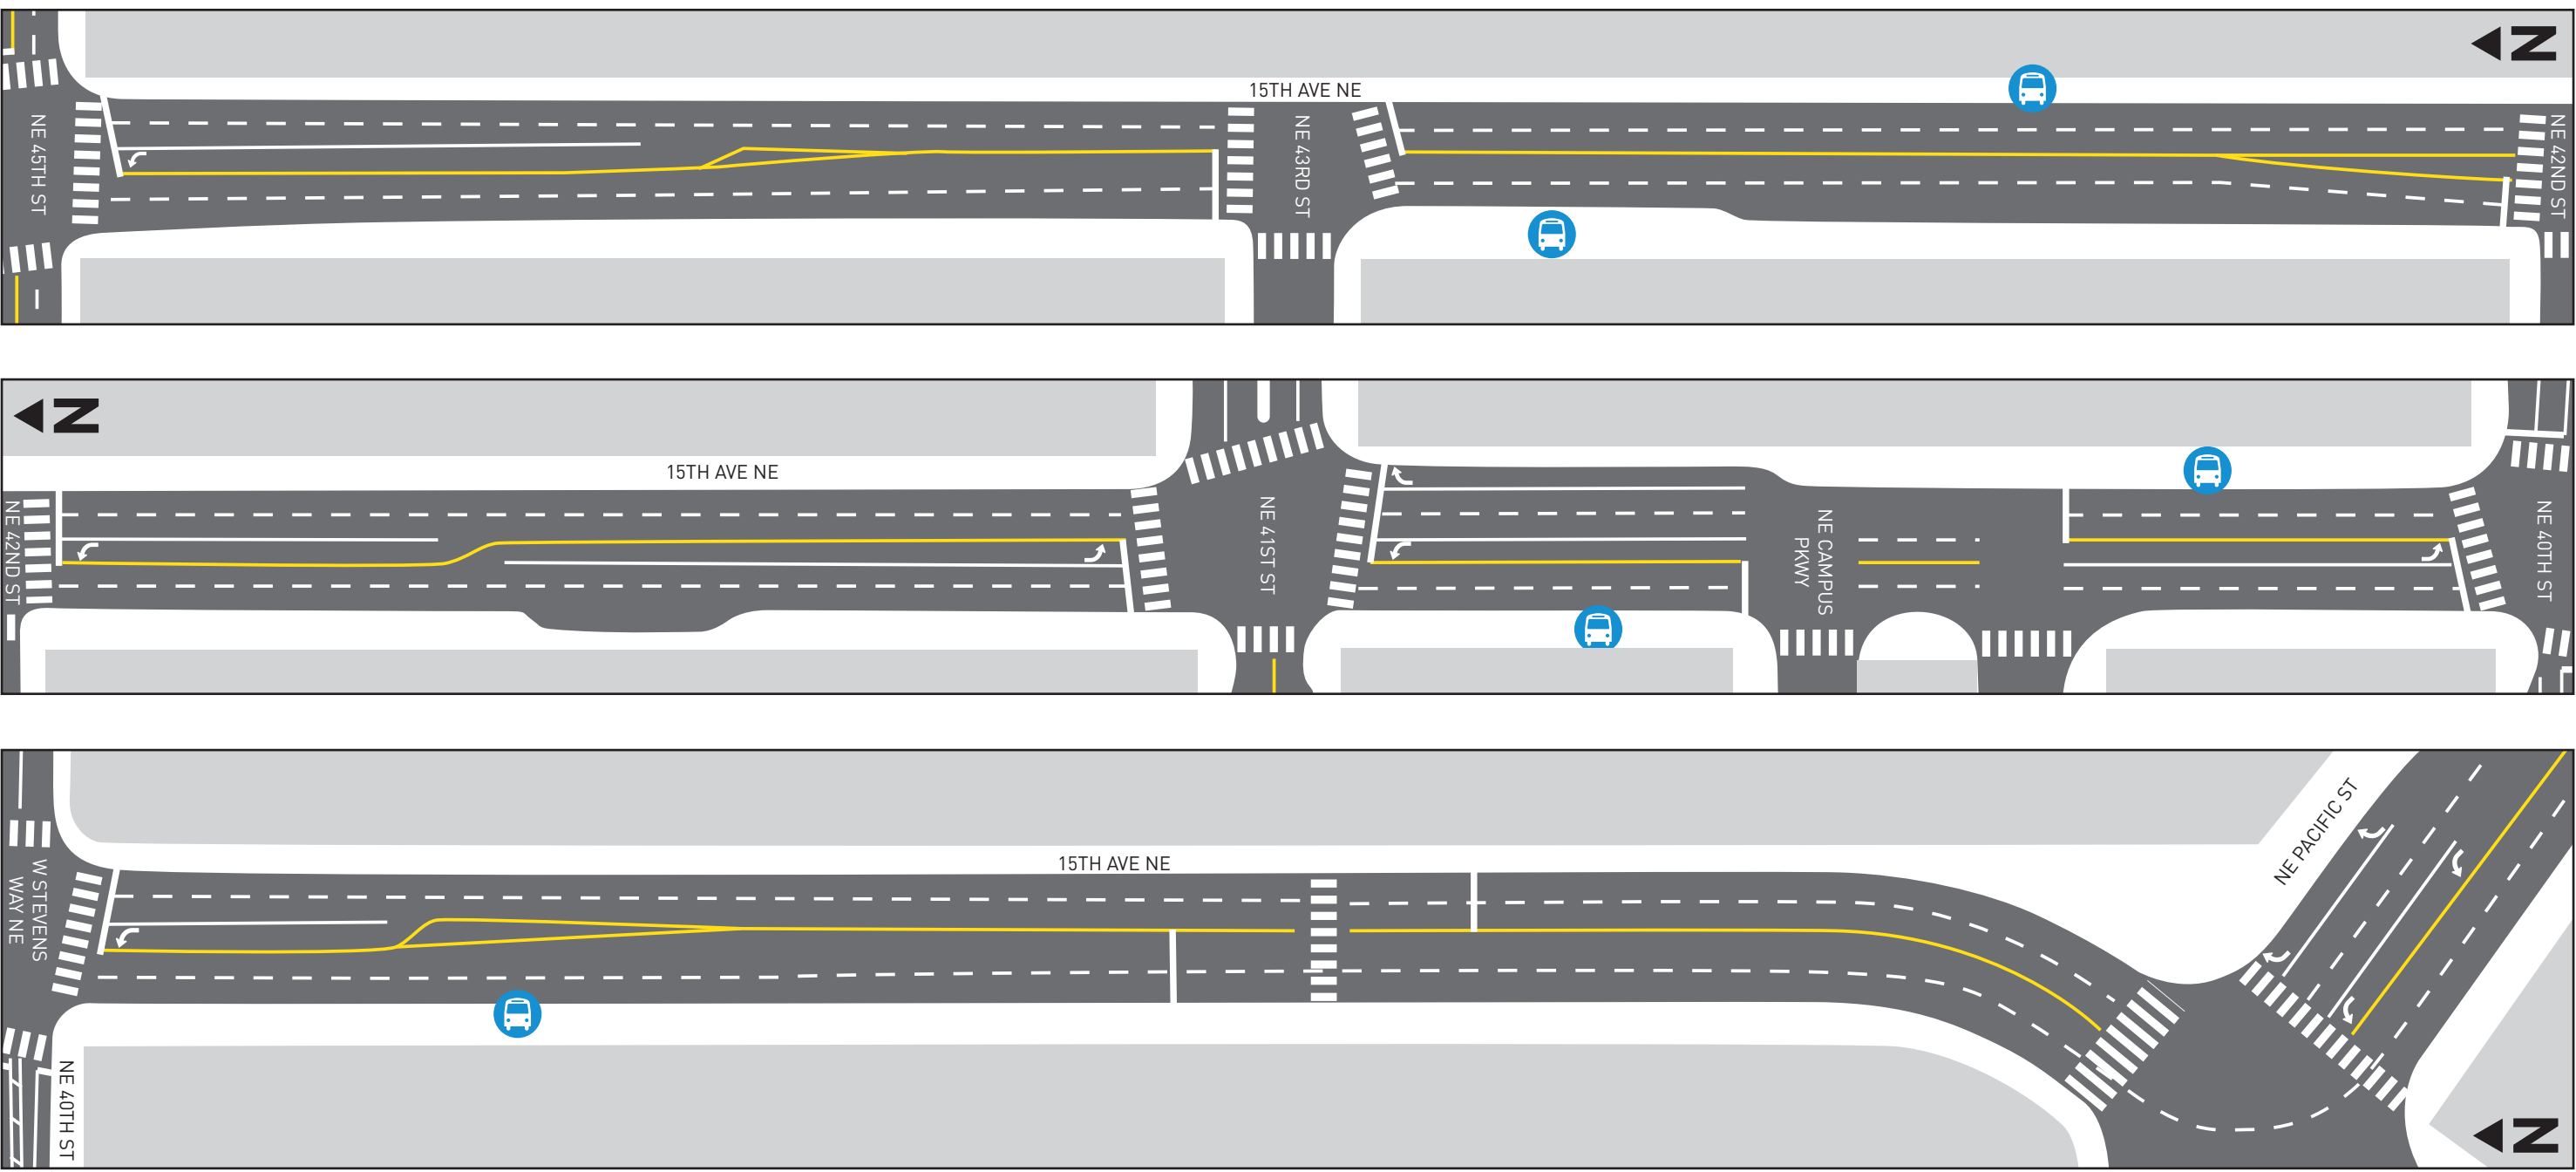 N
15TH AVE NE
NE 45TH ST
NE 43RD ST
NE 42ND ST
N
15TH AVE NE
NE 42ND ST
NE 41ST ST
NE CAMPUS
PKWY
NE 40TH ST
15TH AVE NE
NE PACIFIC ST
W STEVENS
WAY NE
NE 40TH ST
N